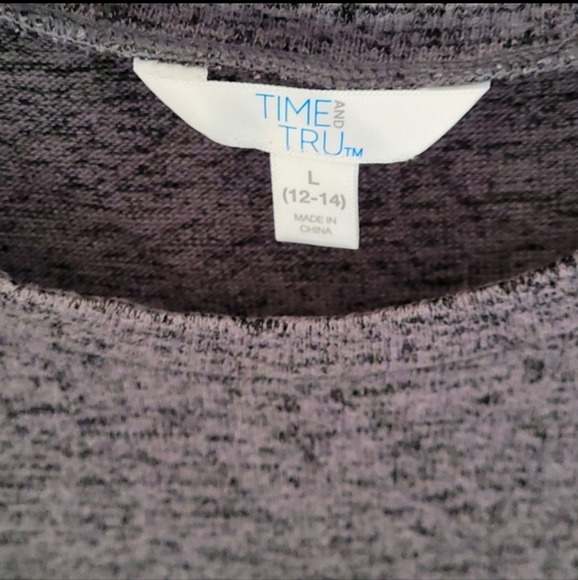 TIME AND
TRU™
L
(12-14)
MADE IN
CHINA